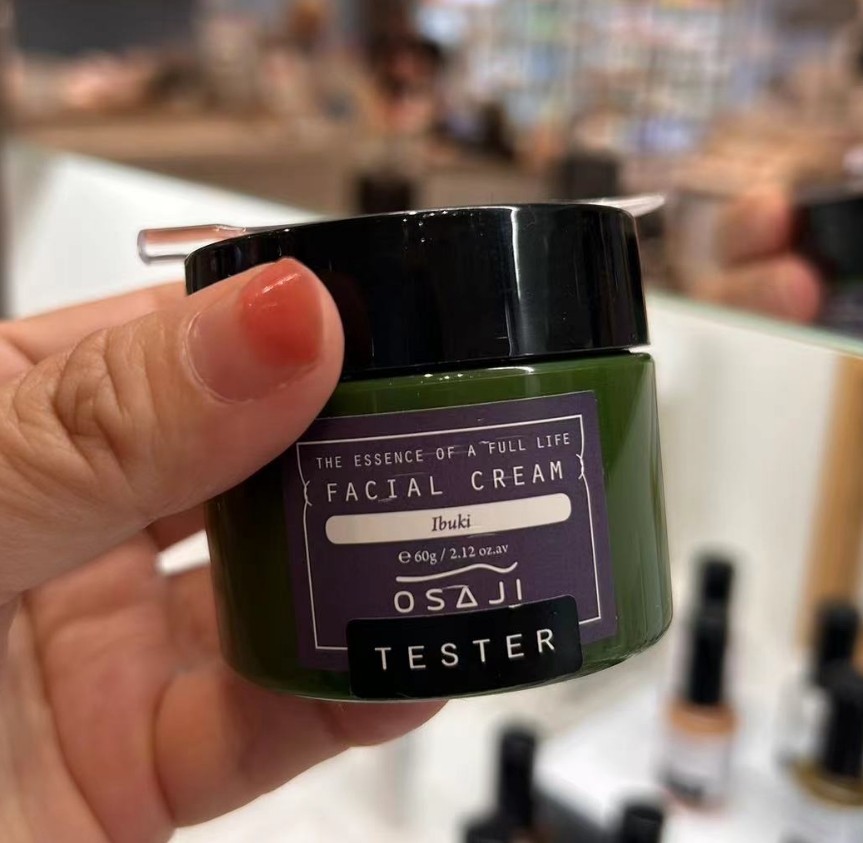 THE ESSENCE OF A FULL LIFE
FACIAL CREAM
Ibuki
℮ 60g / 2.12 oz.av
OSAJI
TESTER